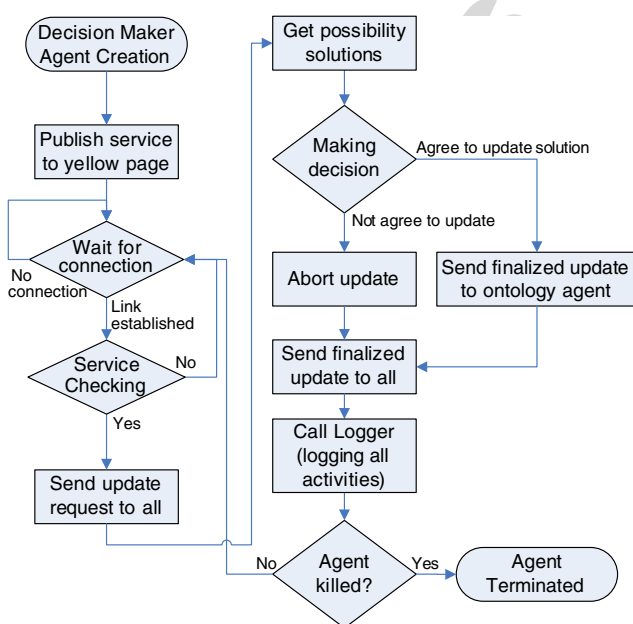 Decision Maker
Agent Creation
Publish service
to yellow page
Wait for
connection
No
connection
Link
established
Service
Checking
No
Yes
Send update
request to all
Get possibility
solutions
Making
decision
Agree to update solution
Not agree to update
Abort update
Send finalized update
to ontology agent
Send finalized
update to all
Call Logger
(logging all
activities)
Agent
killed?
No
Yes
Agent
Terminated